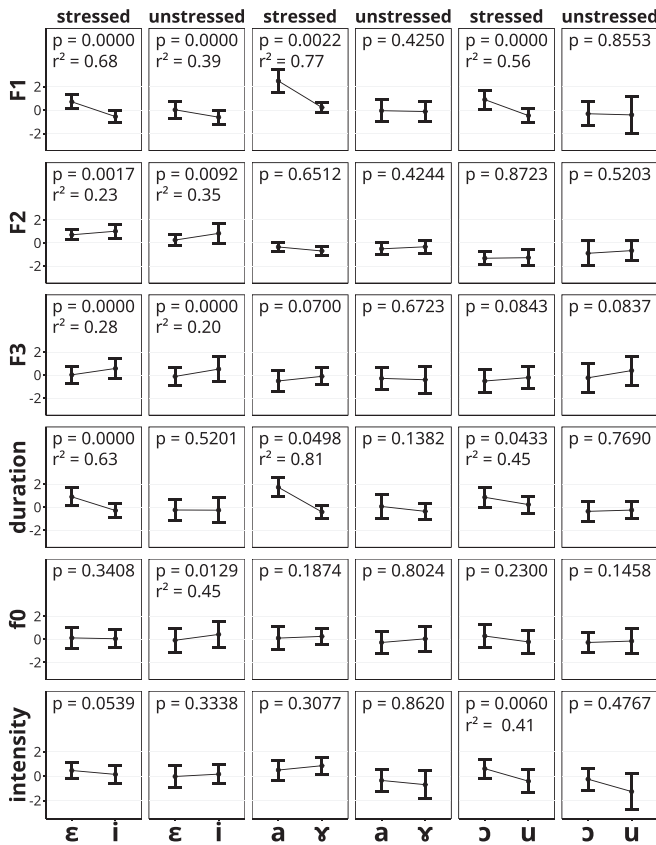 stressed unstressed stressed unstressed stressed unstressed
F1
p = 0.0000 p = 0.0000 p = 0.0022 p = 0.4250 p = 0.0000 p = 0.8553
r² = 0.68 r² = 0.39 r² = 0.77 r² = 0.56
2
0
-2
F2
p = 0.0017 p = 0.0092 p = 0.6512 p = 0.4244 p = 0.8723 p = 0.5203
r² = 0.23 r² = 0.35
2
0
-2
F3
p = 0.0000 p = 0.0000 p = 0.0700 p = 0.6723 p = 0.0843 p = 0.0837
r² = 0.28 r² = 0.20
2
0
-2
duration
p = 0.0000 p = 0.5201 p = 0.0498 p = 0.1382 p = 0.0433 p = 0.7690
r² = 0.63 r² = 0.81 r² = 0.45
2
0
-2
f0
p = 0.3408 p = 0.0129 p = 0.1874 p = 0.8024 p = 0.2300 p = 0.1458
r² = 0.45
2
0
-2
intensity
p = 0.0539 p = 0.3338 p = 0.3077 p = 0.8620 p = 0.0060 p = 0.4767
r² = 0.41
2
0
-2
ɛ i ɛ i a ɤ a ɤ ɔ u ɔ u